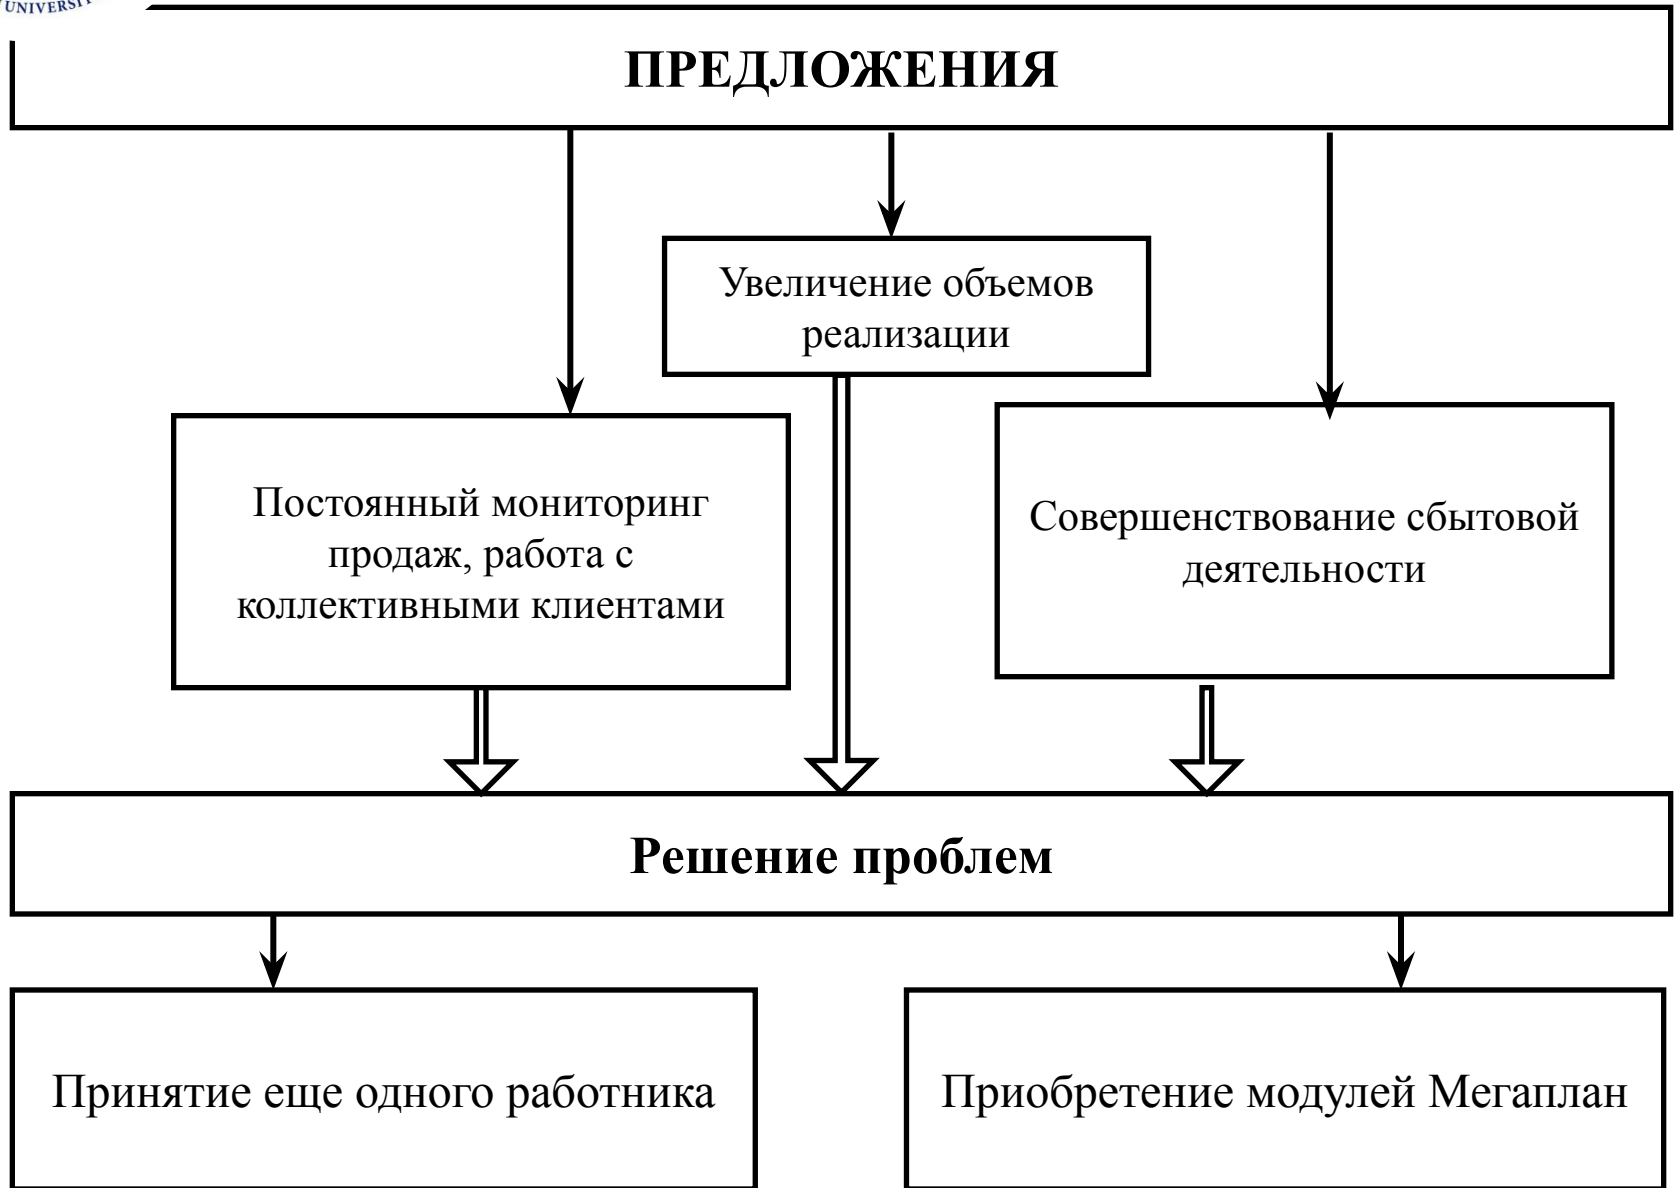 UNIVERSI
ПРЕДЛОЖЕНИЯ
Увеличение объемов
реализации
Постоянный мониторинг
продаж, работа с
коллективными клиентами
Совершенствование сбытовой
деятельности
Решение проблем
Принятие еще одного работника
Приобретение модулей Мегаплан